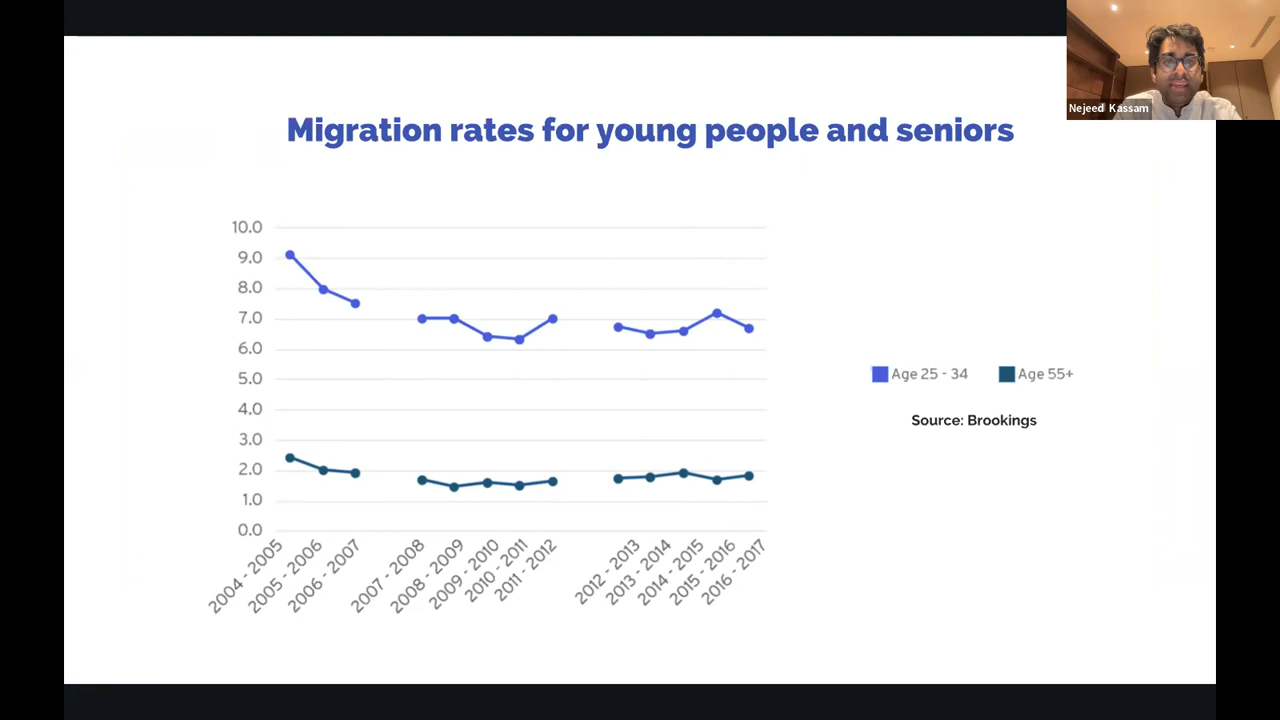 Nejeed Kassam
Migration rates for young people and seniors
10.0
9.0
8.0
7.0
6.0
5.0
4.0
3.0
2.0
1.0
0.0
2004 - 2005
2005 - 2006
2006 - 2007
2007 - 2008
2008 - 2009
2009 - 2010
2010 - 2011
2011 - 2012
2012 - 2013
2013 - 2014
2014 - 2015
2015 - 2016
2016 - 2017
Age 25 - 34
Age 55+
Source: Brookings